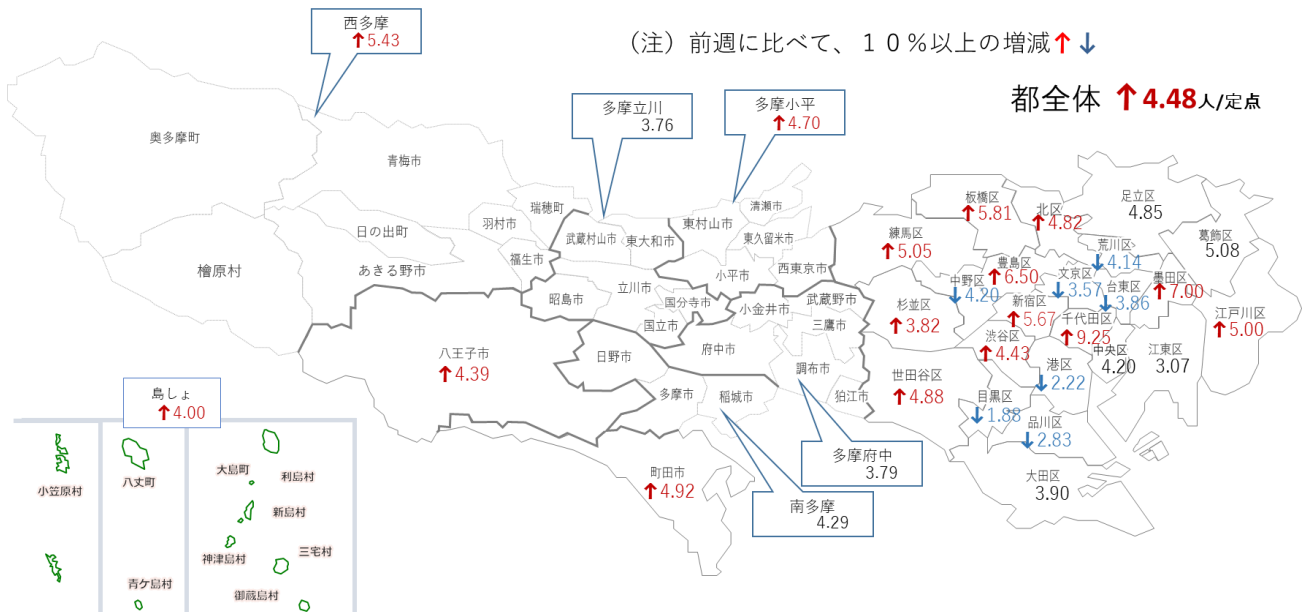 西多摩
↑5.43
（注）前週に比べて、１０％以上の増減↑↓
都全体 ↑4.48人/定点
多摩立川
3.76
多摩小平
↑4.70
奥多摩町
青梅市
瑞穂町
羽村市
日の出町
福生市
あきる野市
檜原村
武蔵村山市
東大和市
東村山市
清瀬市
東久留米市
小平市
西東京市
昭島市
立川市
国分寺市
国立市
小金井市
武蔵野市
三鷹市
府中市
調布市
狛江市
日野市
多摩市
稲城市
八王子市
↑4.39
町田市
↑4.92
多摩府中
3.79
南多摩
4.29
板橋区
↑5.81
北区
↑4.82
足立区
4.85
葛飾区
5.08
練馬区
↑5.05
荒川区
↓4.14
豊島区
↑6.50
文京区
↓3.57
台東区
↓3.86
墨田区
↑7.00
中野区
↓4.20
杉並区
↑3.82
新宿区
↑5.67
千代田区
↑9.25
江戸川区
↑5.00
渋谷区
↑4.43
中央区
4.20
江東区
3.07
港区
↓2.22
世田谷区
↑4.88
目黒区
↓1.88
品川区
↓2.83
大田区
3.90
島しょ
↑4.00
小笠原村
八丈町
青ケ島村
大島町
利島村
新島村
神津島村
三宅村
御蔵島村